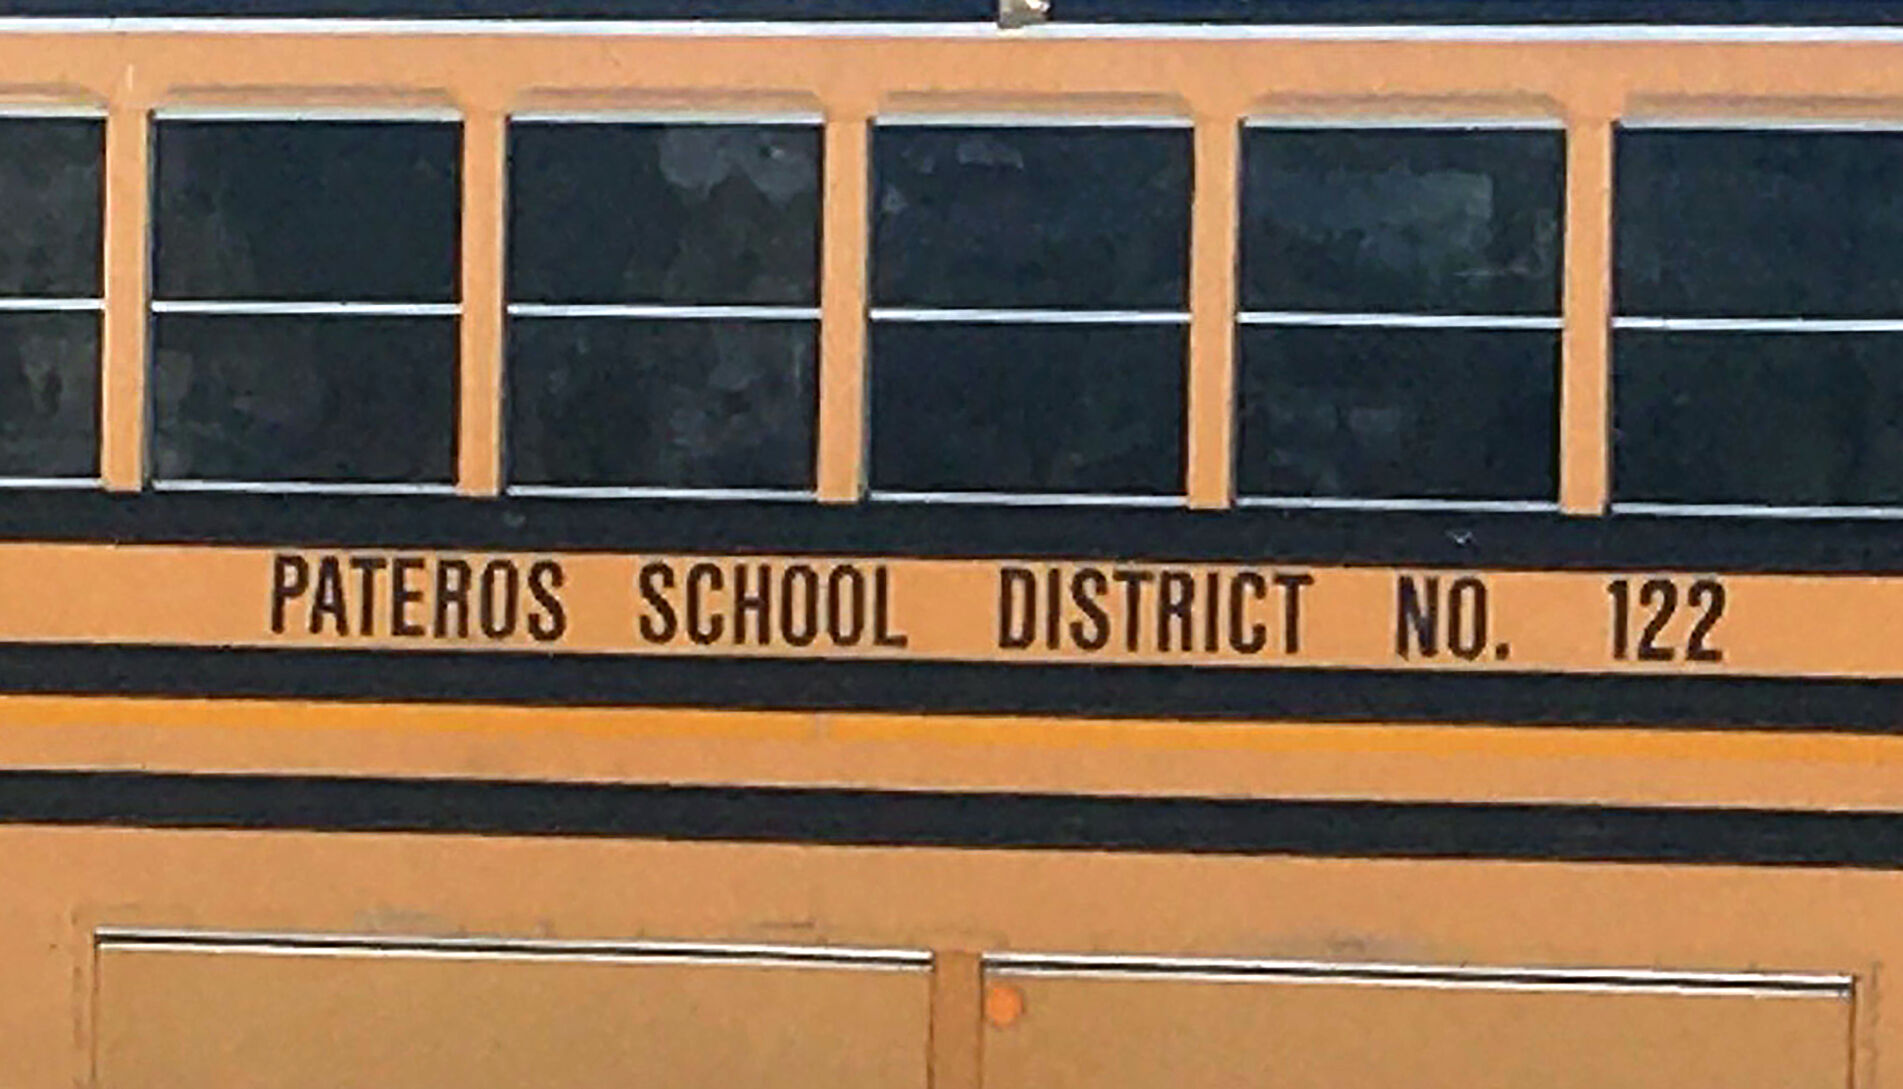 PATEROS SCHOOL DISTRICT NO. 122